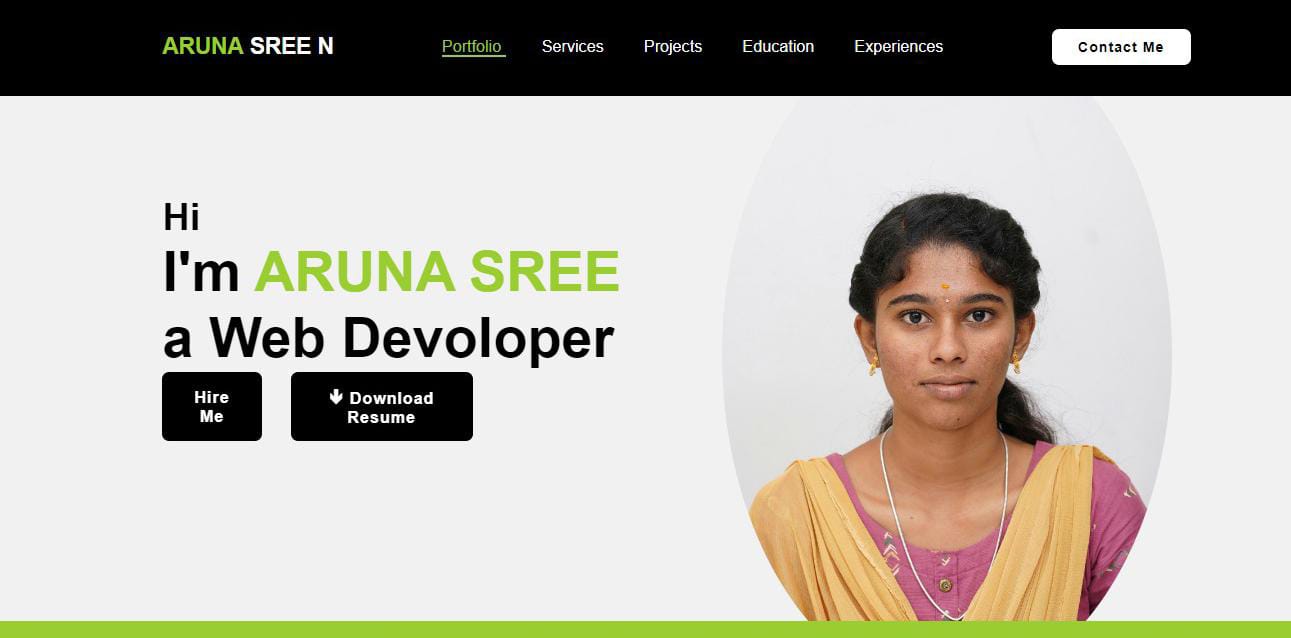 ARUNA SREE N
Portfolio
Services
Projects
Education
Experiences
Contact Me
Hi
I'm ARUNA SREE
a Web Devoloper
Hire
Me
Download
Resume